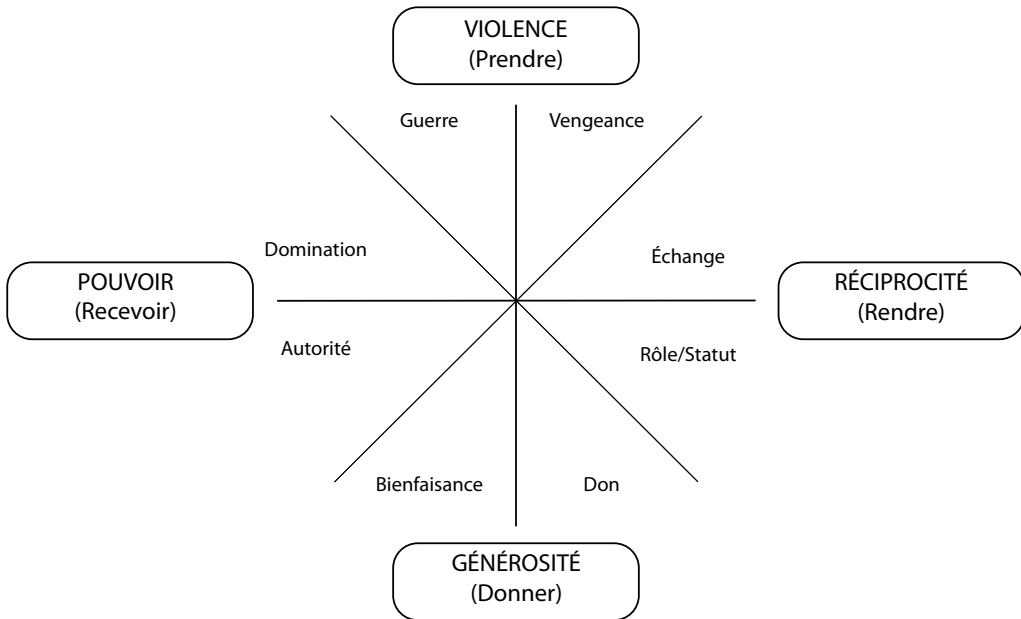 VIOLENCE
(Prendre)
Guerre
Vengeance
Domination
Échange
POUVOIR
(Recevoir)
RÉCIPROCITÉ
(Rendre)
Autorité
Rôle/Statut
Bienfaisance
Don
GÉNÉROSITÉ
(Donner)